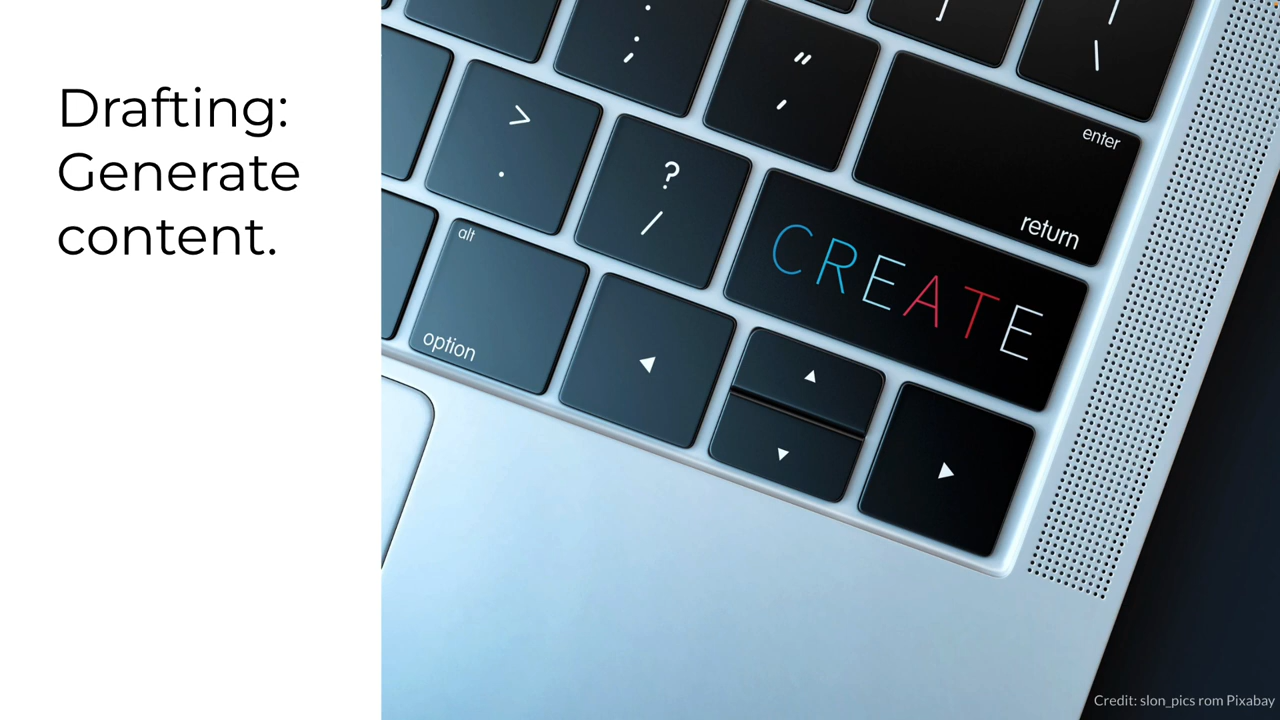 Drafting:
Generate
content.
:
;
"
'
]
|
\
>
.
?
/
enter
return
CREATE
alt
option
◀
▲
▼
▶
Credit: slon_pics rom Pixabay